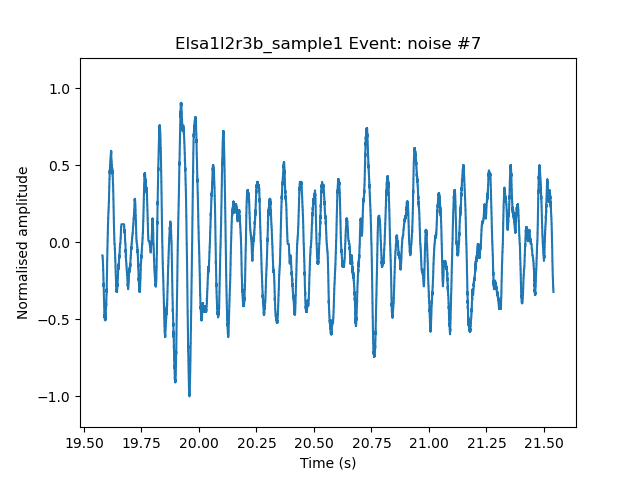 Elsa1l2r3b_sample1 Event: noise #7
1.0
0.5
0.0
−0.5
−1.0
Normalised amplitude
19.50 19.75 20.00 20.25 20.50 20.75 21.00 21.25 21.50
Time (s)